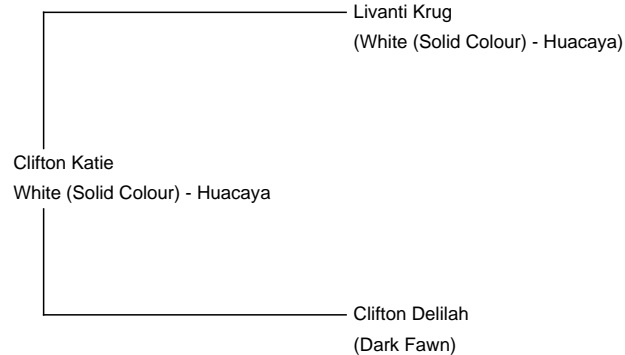 Livanti Krug
(White (Solid Colour) - Huacaya)
Clifton Katie
White (Solid Colour) - Huacaya
Clifton Delilah
(Dark Fawn)